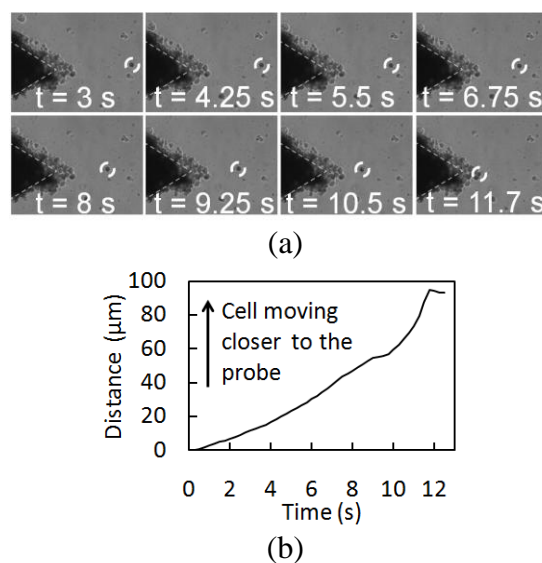 t = 3 s t = 4.25 s t = 5.5 s t = 6.75 s
t = 8 s t = 9.25 s t = 10.5 s t = 11.7 s
(a)
100
80
60
40
20
0
Distance (µm)
Cell moving
closer to the
probe
0 2 4 6 8 10 12
Time (s)
(b)